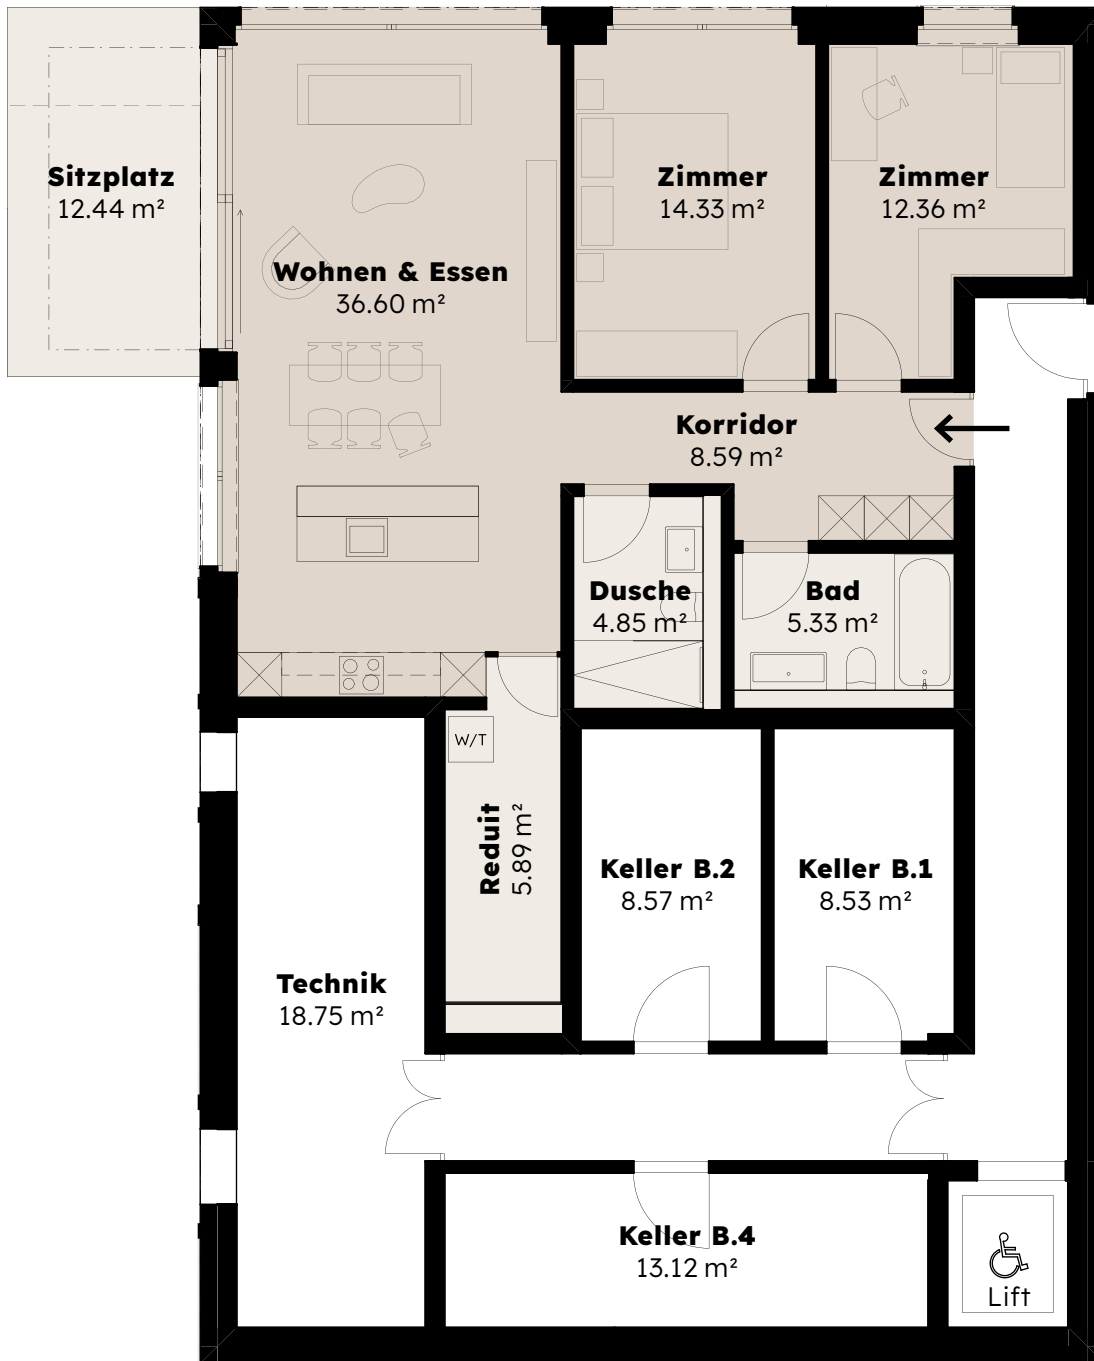 Sitzplatz
12.44 m²
Zimmer
14.33 m²
Zimmer
12.36 m²
Wohnen & Essen
36.60 m²
Korridor
8.59 m²
Dusche
4.85 m²
Bad
5.33 m²
W/T
Reduit
5.89 m²
Keller B.2
8.57 m²
Keller B.1
8.53 m²
Technik
18.75 m²
Keller B.4
13.12 m²
Lift